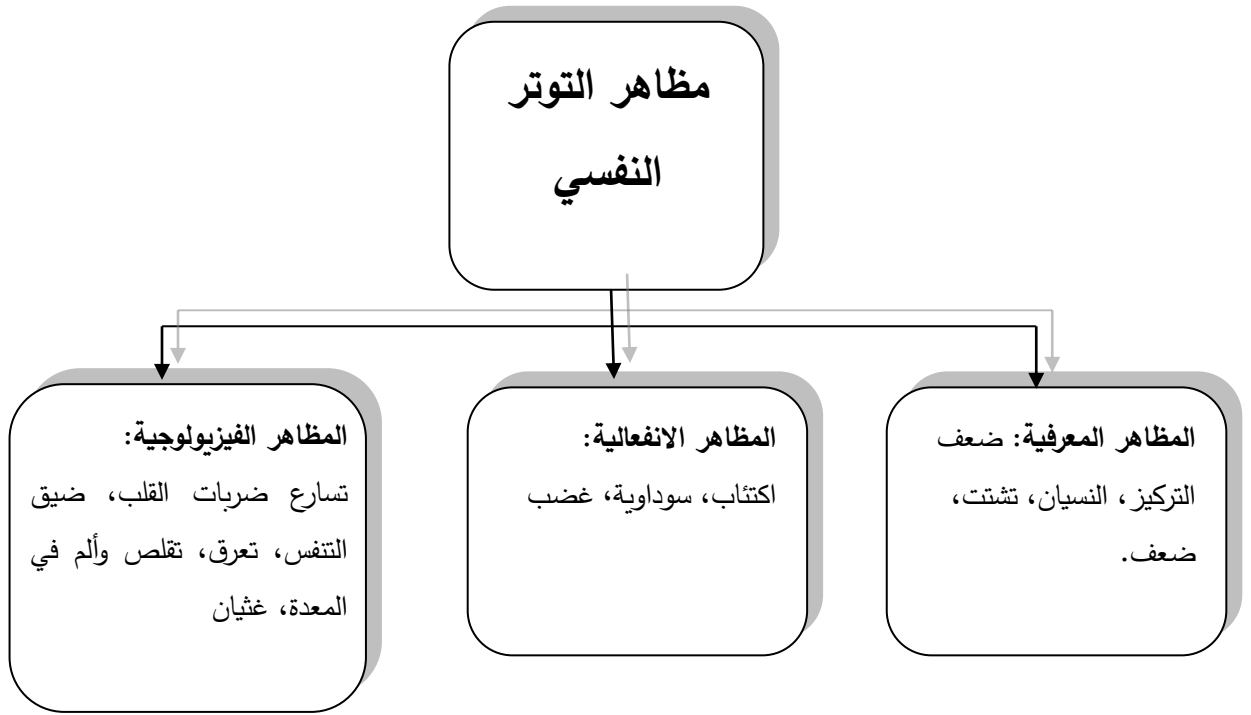 مظاهر التوتر
النفسي
المظاهر المعرفية: ضعف
التركيز، النسيان، تشتت،
ضعف.
المظاهر الانفعالية:
اكتئاب، سوداوية، غضب
المظاهر الفيزيولوجية:
تسارع ضربات القلب، ضيق
التنفس، تعرق، تقلص وألم في
المعدة، غثيان